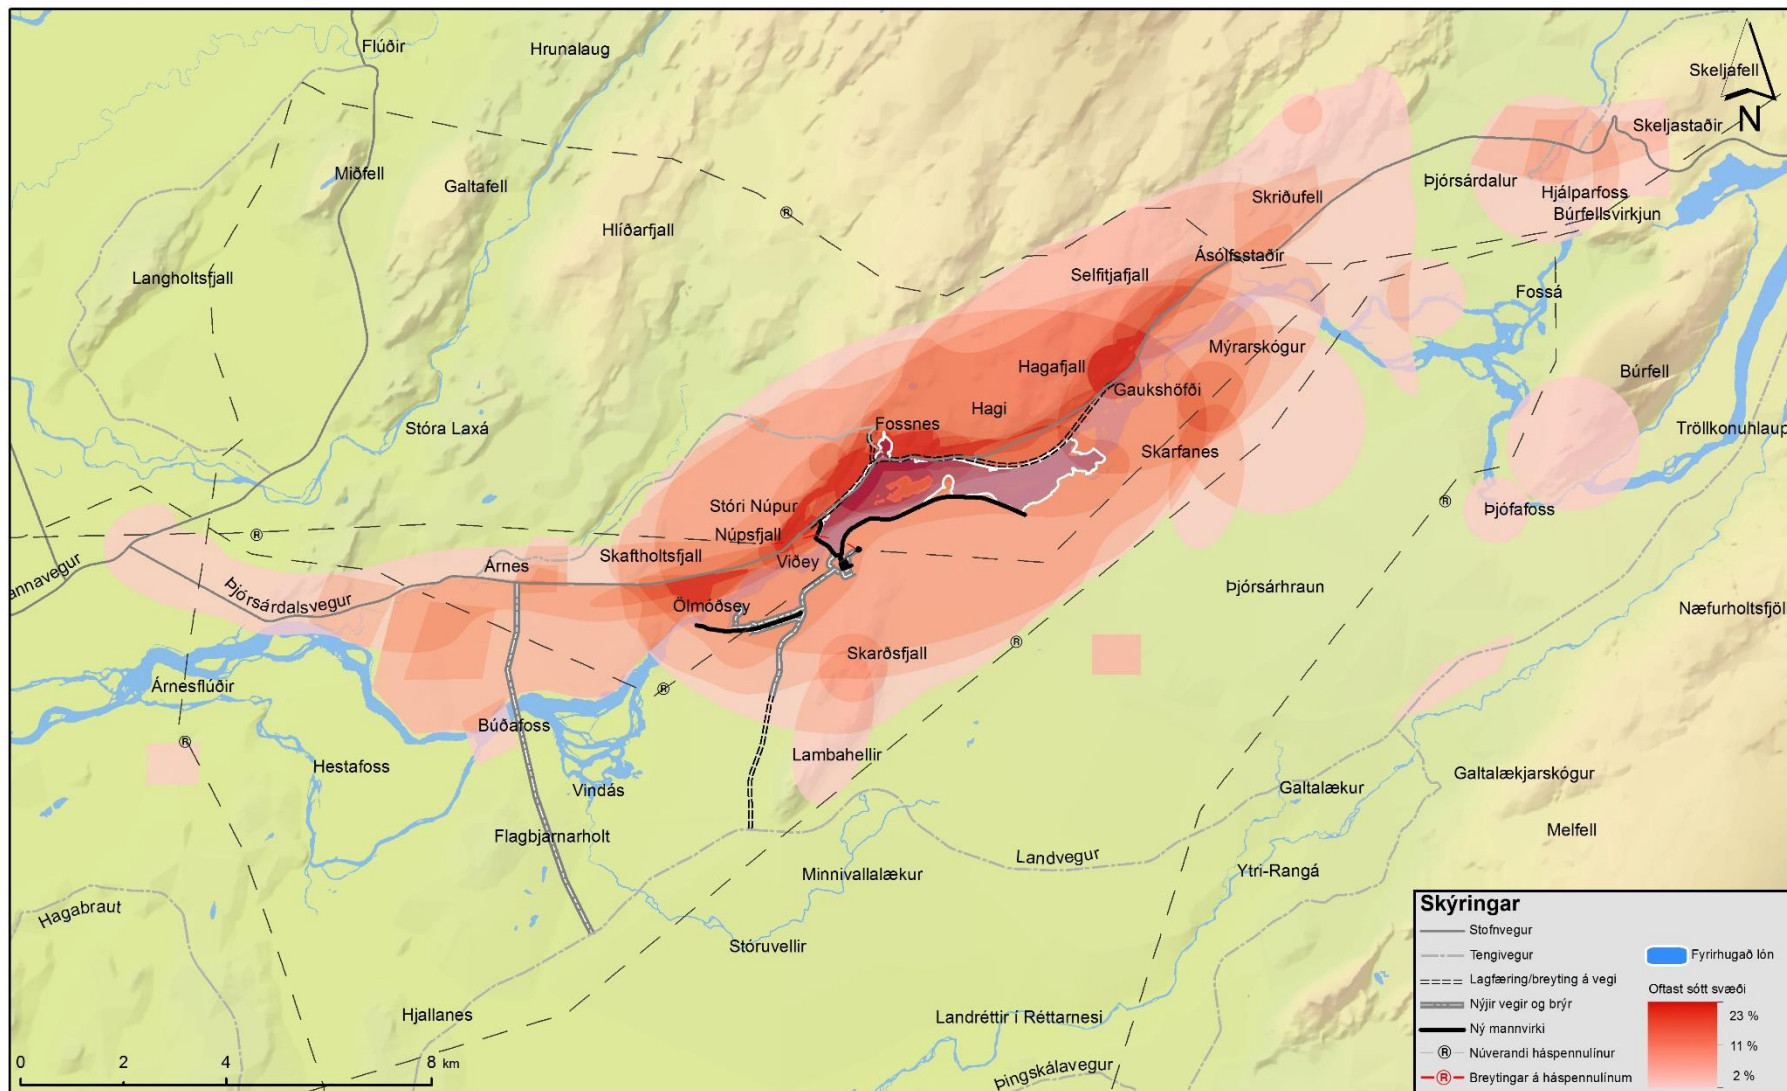 Flúðir
Hrunalaug
Skeljafell
N
Skeljastaðir
Miðfell
Galtafell
Þjórsárdalur
Hjálparfoss
Skriðufell
Búrfellsvirkjun
Hlíðarfjall
Ásólfsstaðir
Langholtsfjall
Selfitjafjall
Fossá
Mýrarskógur
Hagafjall
Búrfell
Gaukshöfði
Hagi
Stóra Laxá
Fossnes
Tröllkonuhlaup
Skarfanes
Stóri Núpur
Þjófafoss
Núpsfjall
Skaftholtsfjall
Árnes
Viðey
annavegur
Þjórsárdalsvegur
Þjórsárhraun
Ölmóðsey
Næfurholtsfjöl
Skarðsfjall
Árnesflúðir
Búðafoss
Lambahellir
Hestafoss
Galtalækjarskógur
Vindás
Galtalækur
Flagbjarnarholt
Melfell
Landvegur
Minnivallalækur
Ytri-Rangá
Hagabraut
Stóruvellir
Hjallanes
Landréttir í Réttarnesi
Þingskálavegur
R
R
R
R
R
R
0 2 4 8 km
Skýringar
Stofnvegur
Tengivegur
Lagfæring/breyting á vegi
Nýjir vegir og brýr
Ný mannvirki
R Núverandi háspennulínur
R Breytingar á háspennulínum
Fyrirhugað lón
Oftast sótt svæði
23 %
11 %
2 %